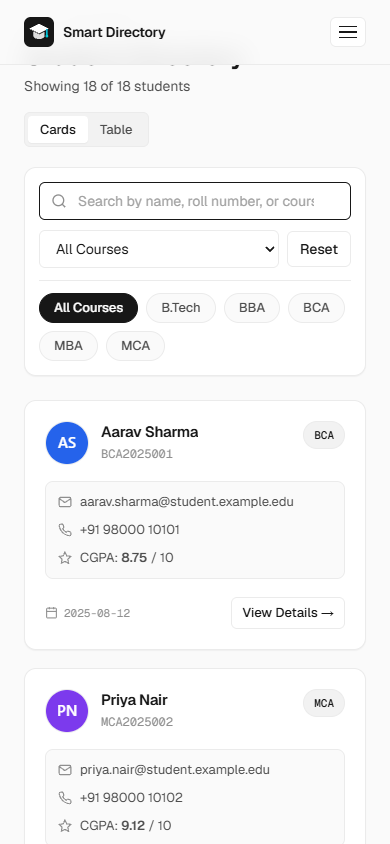 Smart Directory
Showing 18 of 18 students
Cards Table
Search by name, roll number, or cours
All Courses Reset
All Courses B.Tech BBA BCA
MBA MCA
AS Aarav Sharma BCA
BCA2025001
aarav.sharma@student.example.edu
+91 98000 10101
CGPA: 8.75 / 10
2025-08-12 View Details →
PN Priya Nair MCA
MCA2025002
priya.nair@student.example.edu
+91 98000 10102
CGPA: 9.12 / 10